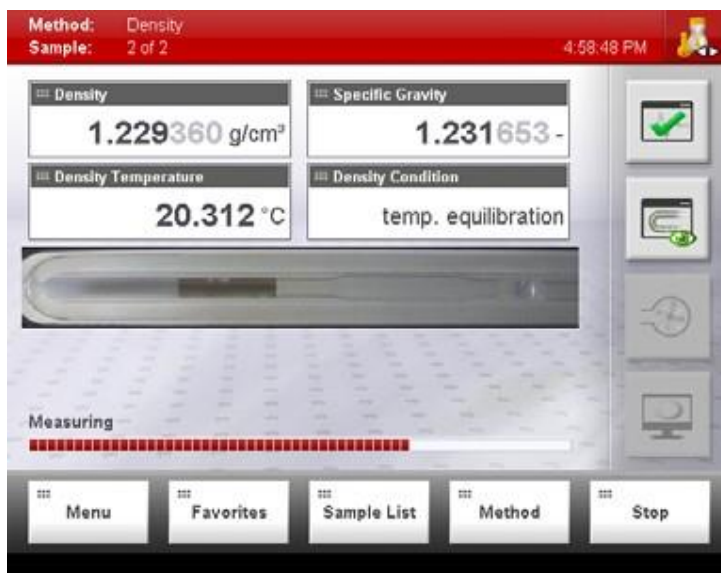 Method: Density
Sample: 2 of 2 4:58:48 PM
Density
1.229360 g/cm³
Specific Gravity
1.231653 -
Density Temperature
20.312 °C
Density Condition
temp. equilibration
Measuring
Menu
Favorites
Sample List
Method
Stop